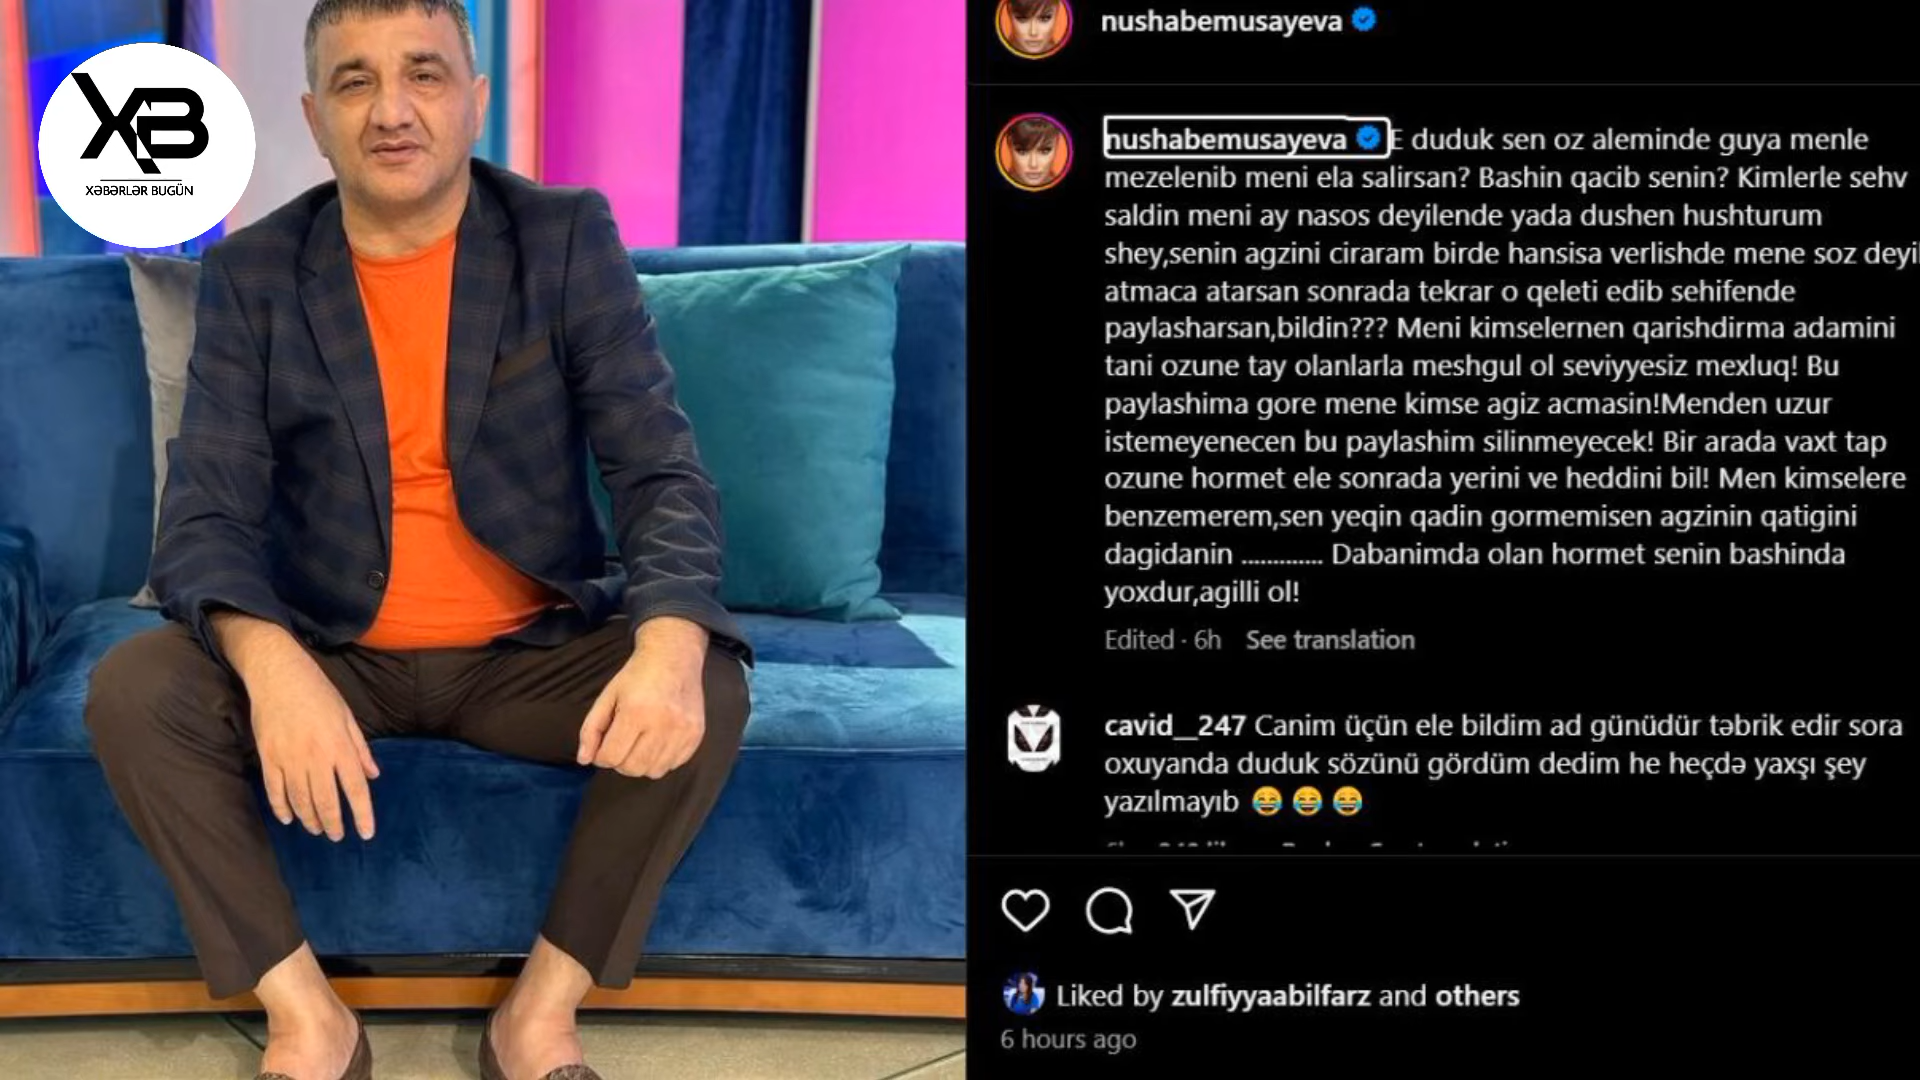 XB
XƏBƏRLƏR BUGÜN
nushabemusayeva
nushabemusayeva E duduk sen oz aleminde guya menle
mezelenib meni ela salirsan? Bashin qacib senin? Kimlerle sehv
saldin meni ay nasos deyilende yada dushen hushturum
shey,senin agzini ciraram birde hansisa verlishde mene soz deyil
atmaca atarsan sonrada tekrar o qeleti edib sehifende
paylasharsan,bildin??? Meni kimselernen qarishdirma adamini
tani ozune tay olanlarla meshgul ol seviyyesiz mexluq! Bu
paylashima gore mene kimse agiz acmasin!Menden uzur
istemeyenecen bu paylashim silinmeyecek! Bir arada vaxt tap
ozune hormet ele sonrada yerini ve heddini bil! Men kimselere
benzemerem,sen yeqin qadin gormemisen agzinin qatigini
dagidanin ............. Dabanimda olan hormet senin bashinda
yoxdur,agilli ol!
Edited · 6h See translation
cavid__247 Canim üçün ele bildim ad günüdür təbrik edir sora
oxuyanda duduk sözünü gördüm dedim he heçdə yaxşı şey
yazılmayıb 😂 😂 😂
Liked by zulfiyyaabilfarz and others
6 hours ago